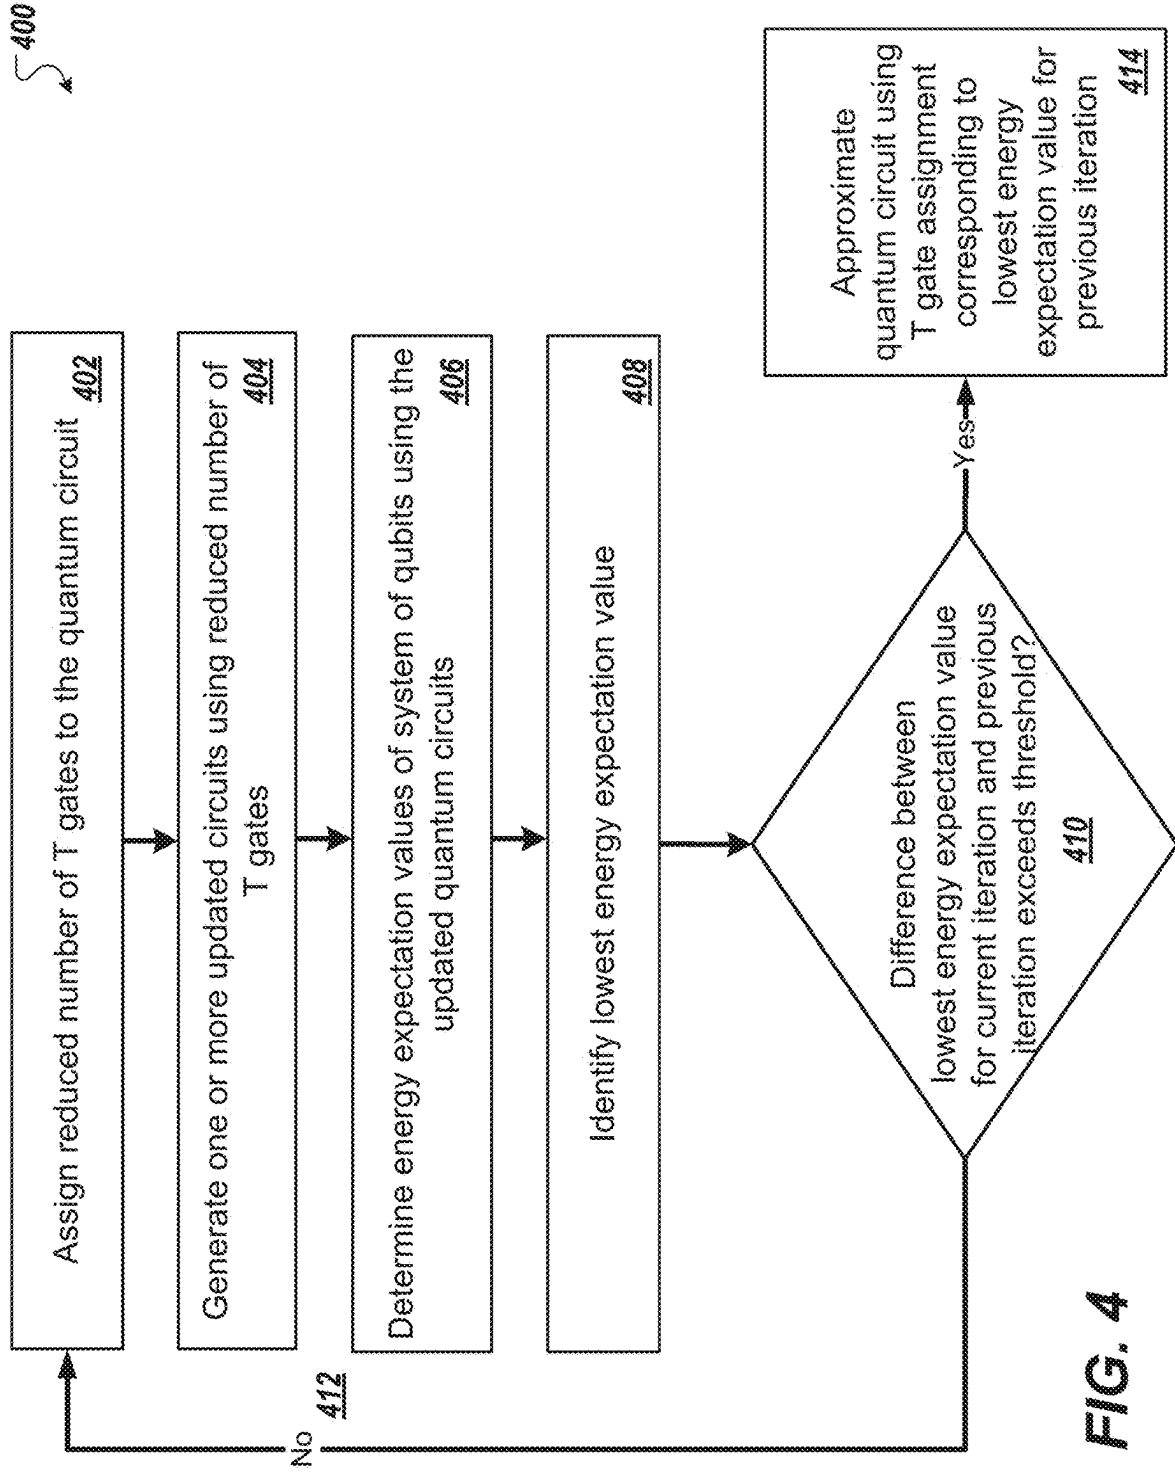 400
Assign reduced number of T gates to the quantum circuit
402
Generate one or more updated circuits using reduced number of
T gates
404
Determine energy expectation values of system of qubits using the
updated quantum circuits
406
Identify lowest energy expectation value
408
Difference between
lowest energy expectation value
for current iteration and previous
iteration exceeds threshold?
410
No
412
Yes
Approximate
quantum circuit using
T gate assignment
corresponding to
lowest energy
expectation value for
previous iteration
414
FIG. 4